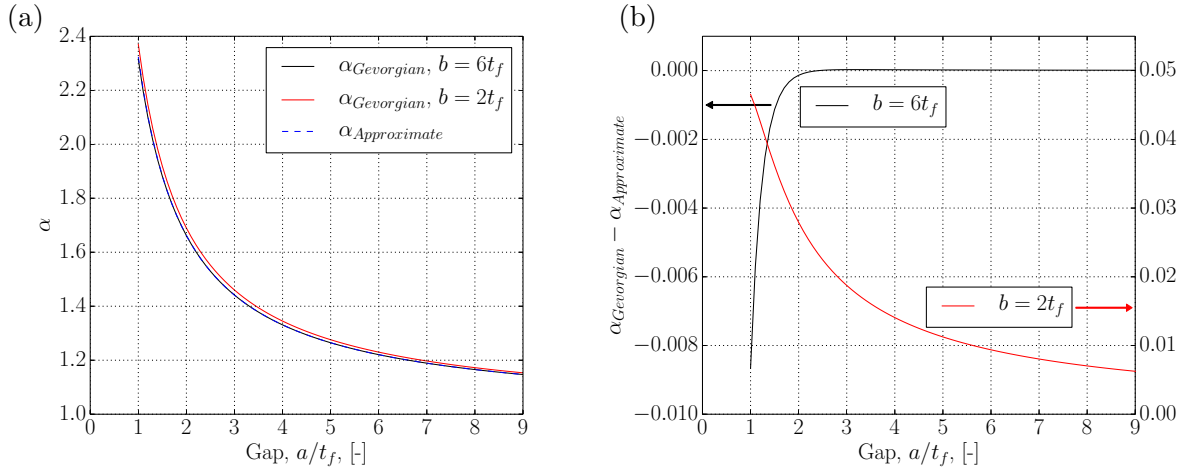 (a)
2.4
2.2
2.0
1.8
1.6
1.4
1.2
1.0
α
α_Gevorgian, b = 6t_f
α_Gevorgian, b = 2t_f
α_Approximate
0 1 2 3 4 5 6 7 8 9
Gap, a/t_f, [-]
(b)
0.000
−0.002
−0.004
−0.006
−0.008
−0.010
α_Gevorgian − α_Approximate
b = 6t_f
b = 2t_f
0.05
0.04
0.03
0.02
0.01
0.00
0 1 2 3 4 5 6 7 8 9
Gap, a/t_f, [-]